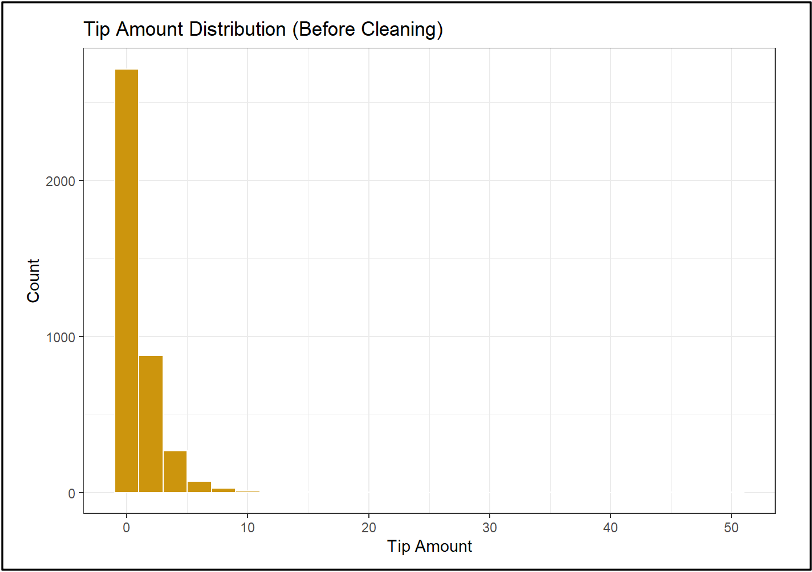 Tip Amount Distribution (Before Cleaning)
2000
1000
0
Count
0 10 20 30 40 50
Tip Amount